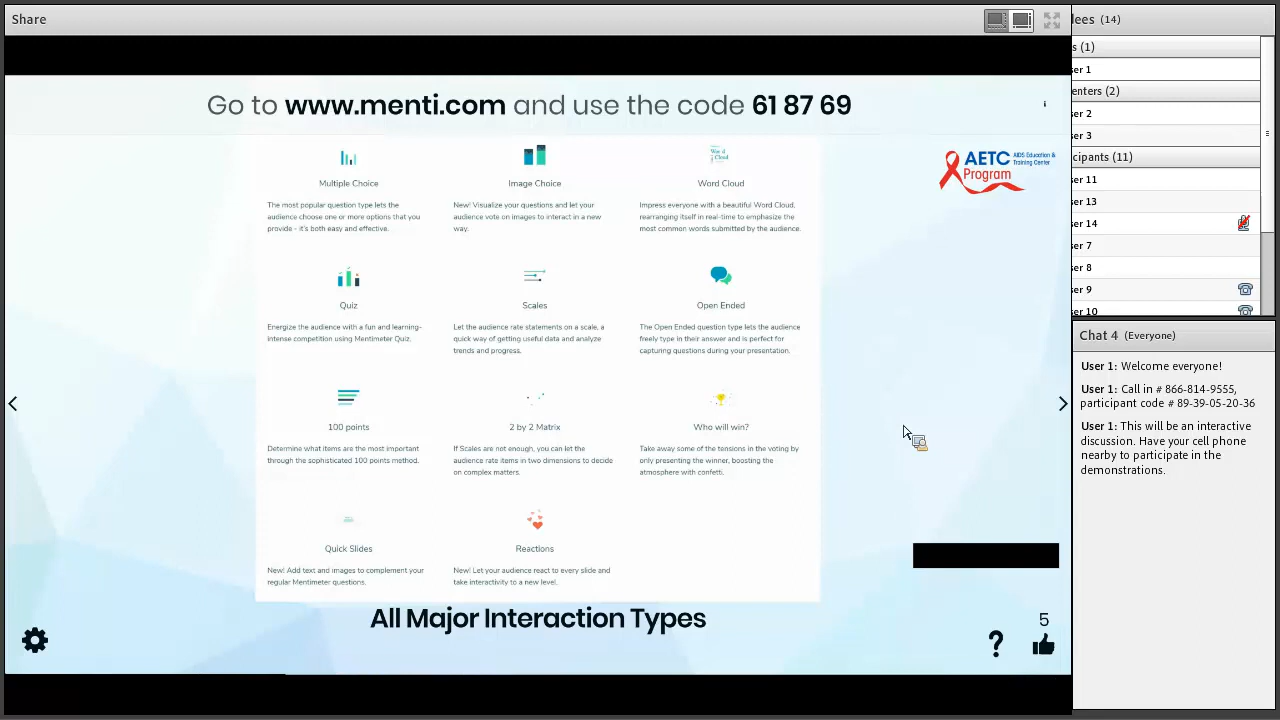 Share
lees (14)
s (1)
ser 1
enters (2)
ser 2
ser 3
cipants (11)
ser 11
ser 13
ser 14
ser 7
ser 8
ser 9
ser 10
Go to www.menti.com and use the code 61 87 69
AETC AIDS Education &
Training Center
Program
Word
Cloud
Multiple Choice
The most popular question type lets the
audience choose one or more options that you
provide - it's both easy and effective.
Image Choice
New! Visualize your questions and let your
audience vote on images to interact in a new
way.
Word Cloud
Impress everyone with a beautiful Word Cloud,
rearranging itself in real-time to emphasize the
most common words submitted by the audience.
Quiz
Energize the audience with a fun and learning-
intense competition using Mentimeter Quiz.
Scales
Let the audience rate statements on a scale, a
quick way of getting useful data and analyze
trends and progress.
Open Ended
The Open Ended question type lets the audience
freely type in their answer and is perfect for
capturing questions during your presentation.
100 points
Determine what items are the most important
through the sophisticated 100 points method.
2 by 2 Matrix
If Scales are not enough, you can let the
audience rate items in two dimensions to decide
on complex matters.
Who will win?
Take away some of the tensions in the voting by
only presenting the winner, boosting the
atmosphere with confetti.
Quick Slides
New! Add text and images to complement your
regular Mentimeter questions.
Reactions
New! Let your audience react to every slide and
take interactivity to a new level.
All Major Interaction Types
?
5
Chat 4 (Everyone)
User 1: Welcome everyone!
User 1: Call in # 866-814-9555,
participant code # 89-39-05-20-36
User 1: This will be an interactive
discussion. Have your cell phone
nearby to participate in the
demonstrations.